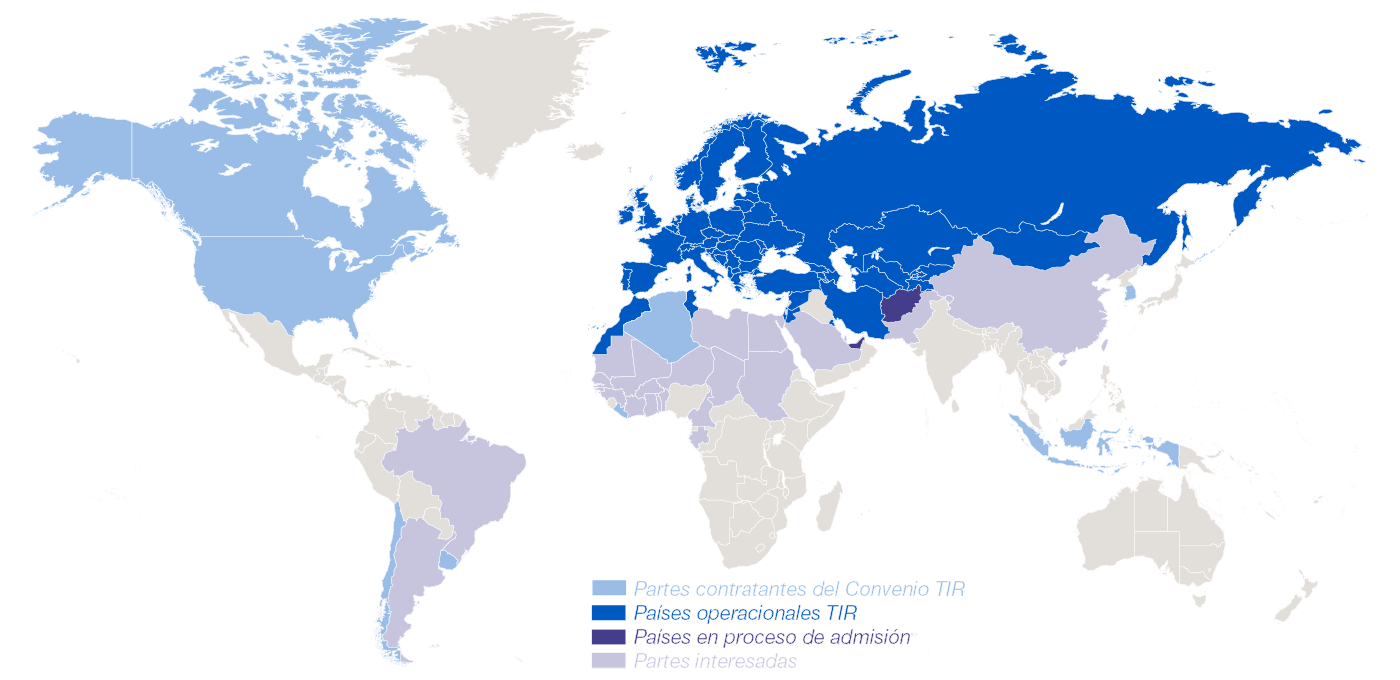 Partes contratantes del Convenio TIR
Países operacionales TIR
Países en proceso de admisión
Partes interesadas